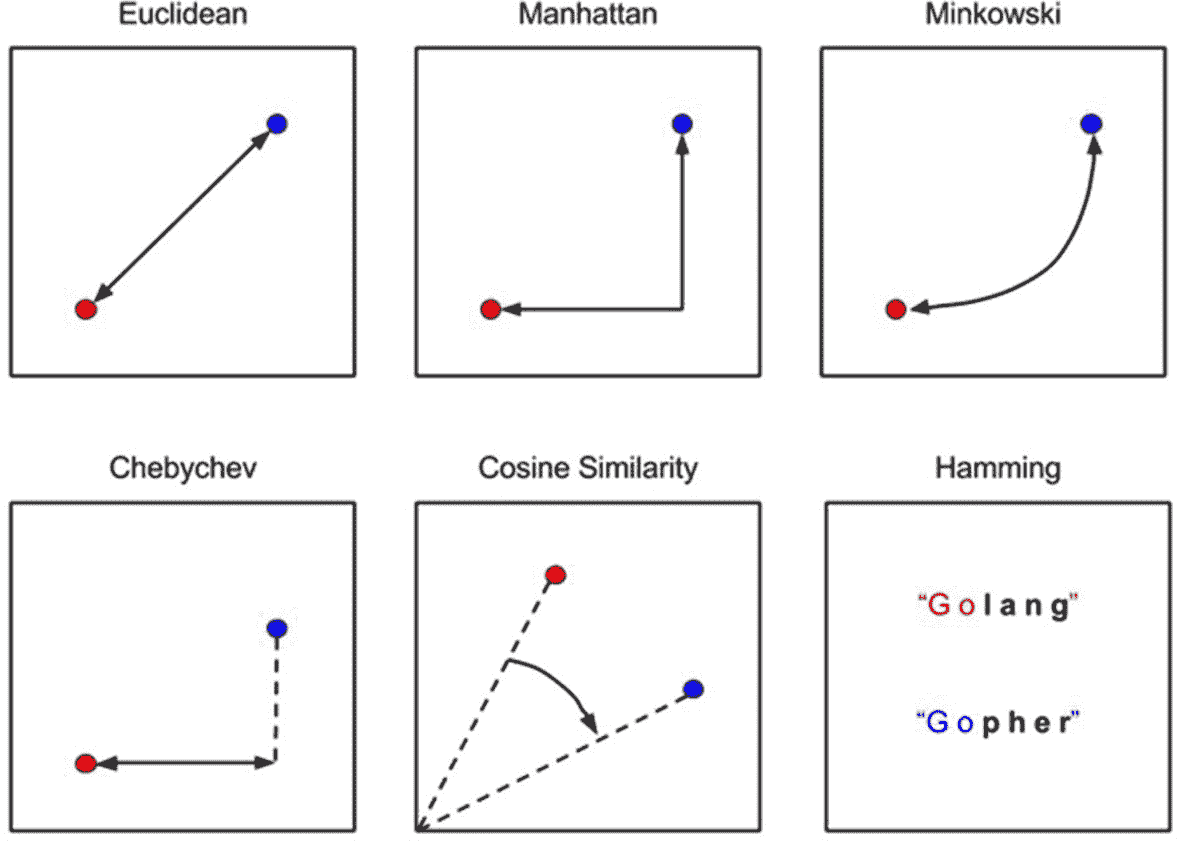 Euclidean
Manhattan
Minkowski
Chebychev
Cosine Similarity
Hamming
“Golang”
“Gopher”